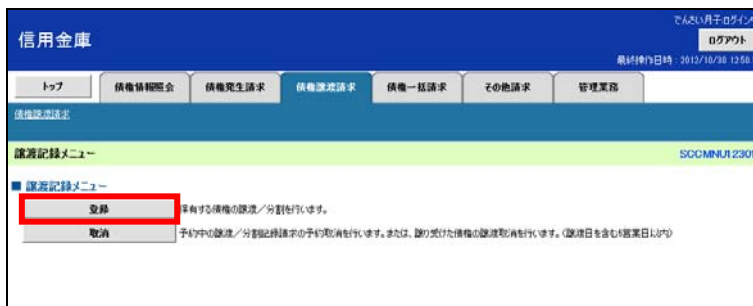 でんさい月子ログイン
信用金庫
ログアウト
最終操作日時：2012/10/30 12:50
トップ 債権情報照会 債権発生請求 債権譲渡請求 債権一括請求 その他請求 管理業務
債権譲渡請求
譲渡記録メニュー SCCMNU12301
■ 譲渡記録メニュー
登録 保有する債権の譲渡／分割を行います。
取消 予約中の譲渡／分割記録請求の予約取消を行います。または、譲り受けた債権の譲渡取消を行います。（譲渡日を含む5営業日以内）